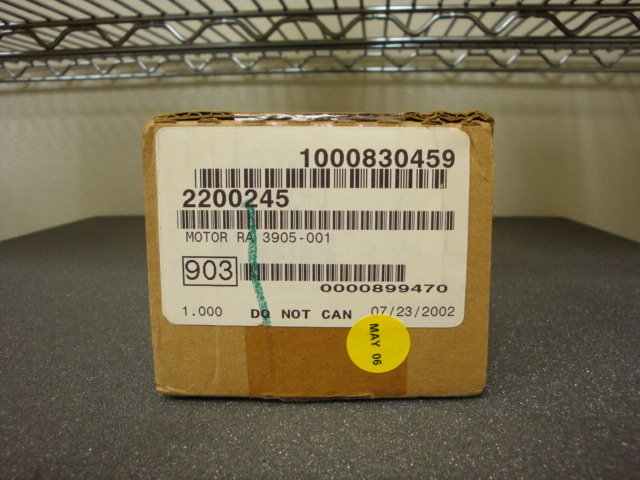 1000830459
2200245
MOTOR RA 3905-001
903
0000899470
1.000 DO NOT CAN 07/23/2002
MAY 06